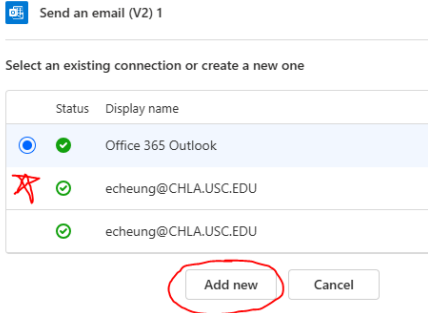 Send an email (V2) 1
Select an existing connection or create a new one
Status Display name
Office 365 Outlook
echeung@CHLA.USC.EDU
echeung@CHLA.USC.EDU
Add new Cancel